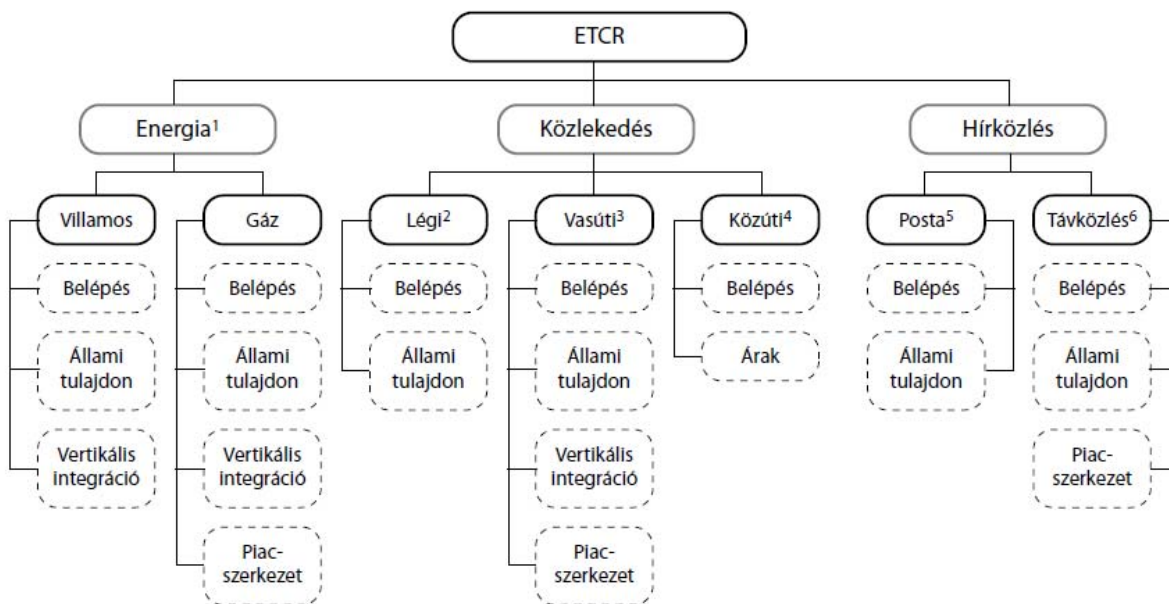 ETCR
Energia¹
Közlekedés
Hírközlés
Villamos
Gáz
Légi²
Vasúti³
Közúti⁴
Posta⁵
Távközlés⁶
Belépés
Belépés
Belépés
Belépés
Belépés
Belépés
Belépés
Állami
tulajdon
Állami
tulajdon
Állami
tulajdon
Állami
tulajdon
Árak
Állami
tulajdon
Állami
tulajdon
Vertikális
integráció
Vertikális
integráció
Vertikális
integráció
Piac-
szerkezet
Piac-
szerkezet
Piac-
szerkezet